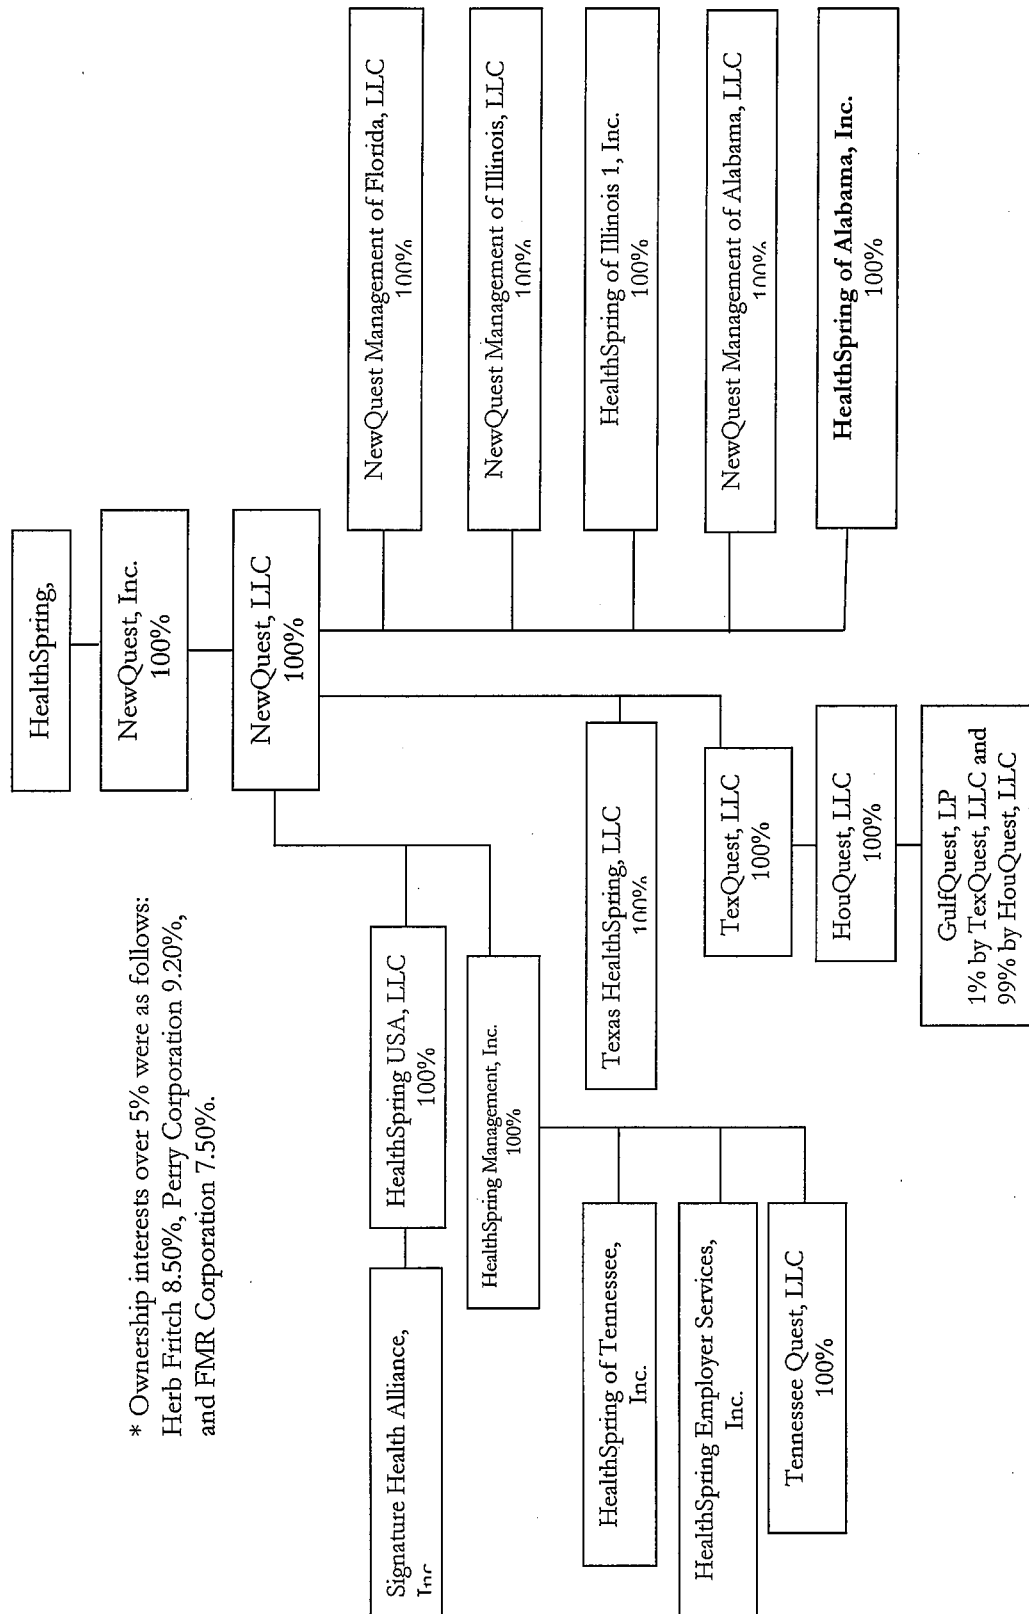 HealthSpring,
NewQuest, Inc.
100%
NewQuest, LLC
100%
* Ownership interests over 5% were as follows:
Herb Fritch 8.50%, Perry Corporation 9.20%,
and FMR Corporation 7.50%.
Signature Health Alliance,
Inc
HealthSpring USA, LLC
100%
HealthSpring Management, Inc.
100%
HealthSpring of Tennessee,
Inc.
HealthSpring Employer Services,
Inc.
Tennessee Quest, LLC
100%
Texas HealthSpring, LLC
100%
TexQuest, LLC
100%
HouQuest, LLC
100%
GulfQuest, LP
1% by TexQuest, LLC and
99% by HouQuest, LLC
NewQuest Management of Florida, LLC
100%
NewQuest Management of Illinois, LLC
100%
HealthSpring of Illinois 1, Inc.
100%
NewQuest Management of Alabama, LLC
100%
HealthSpring of Alabama, Inc.
100%